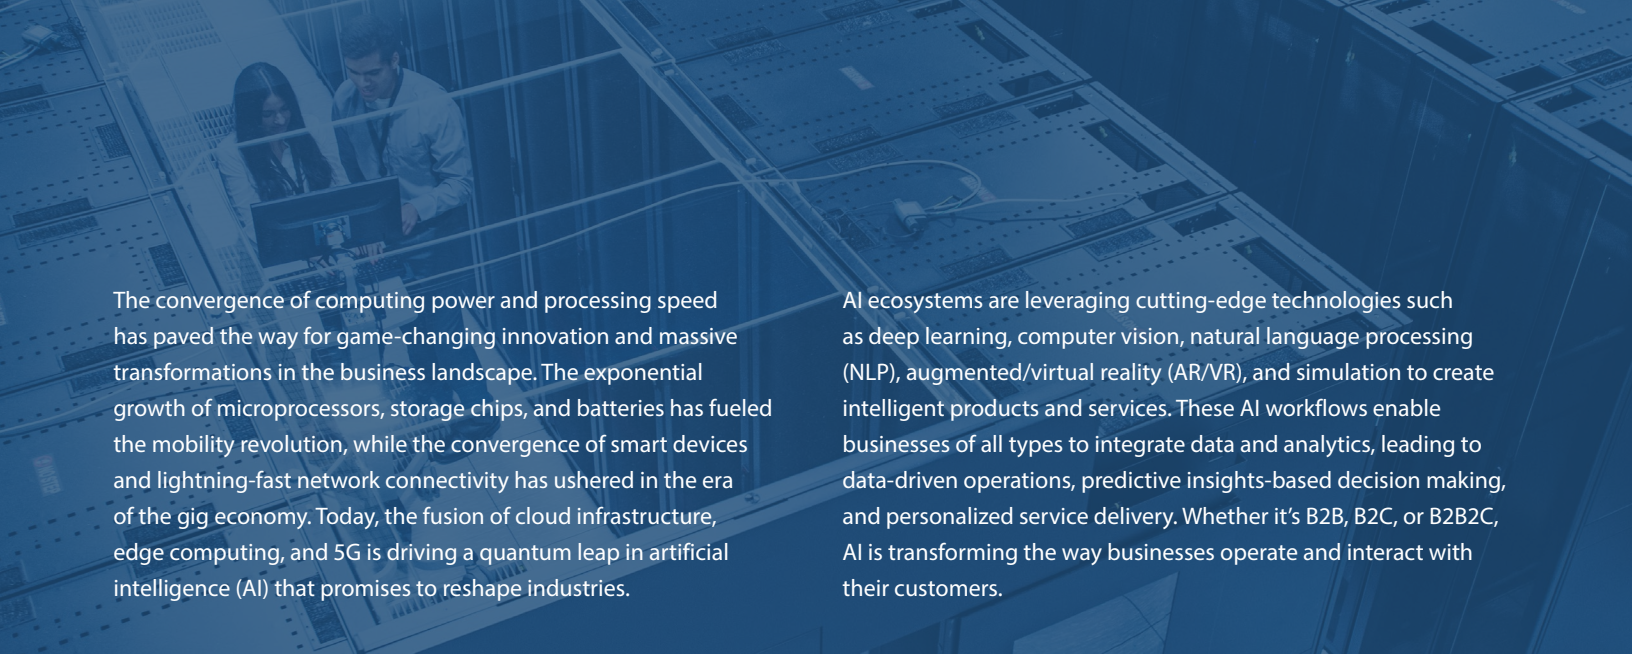 The convergence of computing power and processing speed
has paved the way for game-changing innovation and massive
transformations in the business landscape. The exponential
growth of microprocessors, storage chips, and batteries has fueled
the mobility revolution, while the convergence of smart devices
and lightning-fast network connectivity has ushered in the era
of the gig economy. Today, the fusion of cloud infrastructure,
edge computing, and 5G is driving a quantum leap in artificial
intelligence (AI) that promises to reshape industries.
AI ecosystems are leveraging cutting-edge technologies such
as deep learning, computer vision, natural language processing
(NLP), augmented/virtual reality (AR/VR), and simulation to create
intelligent products and services. These AI workflows enable
businesses of all types to integrate data and analytics, leading to
data-driven operations, predictive insights-based decision making,
and personalized service delivery. Whether it’s B2B, B2C, or B2B2C,
AI is transforming the way businesses operate and interact with
their customers.